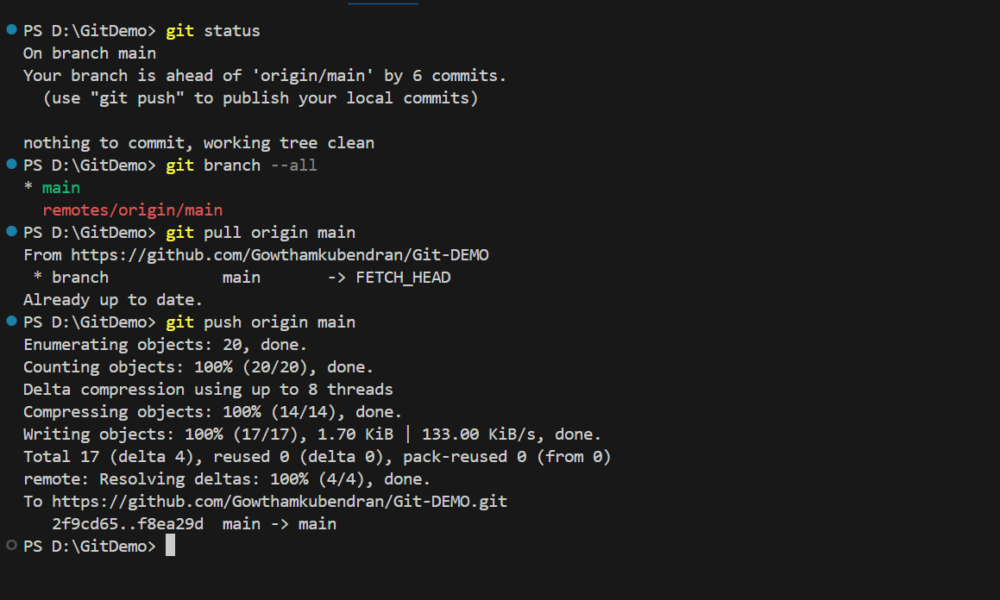 PS D:\GitDemo> git status
On branch main
Your branch is ahead of 'origin/main' by 6 commits.
  (use "git push" to publish your local commits)

nothing to commit, working tree clean
PS D:\GitDemo> git branch --all
* main
  remotes/origin/main
PS D:\GitDemo> git pull origin main
From https://github.com/Gowthamkubendran/Git-DEMO
 * branch            main       -> FETCH_HEAD
Already up to date.
PS D:\GitDemo> git push origin main
Enumerating objects: 20, done.
Counting objects: 100% (20/20), done.
Delta compression using up to 8 threads
Compressing objects: 100% (14/14), done.
Writing objects: 100% (17/17), 1.70 KiB | 133.00 KiB/s, done.
Total 17 (delta 4), reused 0 (delta 0), pack-reused 0 (from 0)
remote: Resolving deltas: 100% (4/4), done.
To https://github.com/Gowthamkubendran/Git-DEMO.git
   2f9cd65..f8ea29d  main -> main
PS D:\GitDemo>